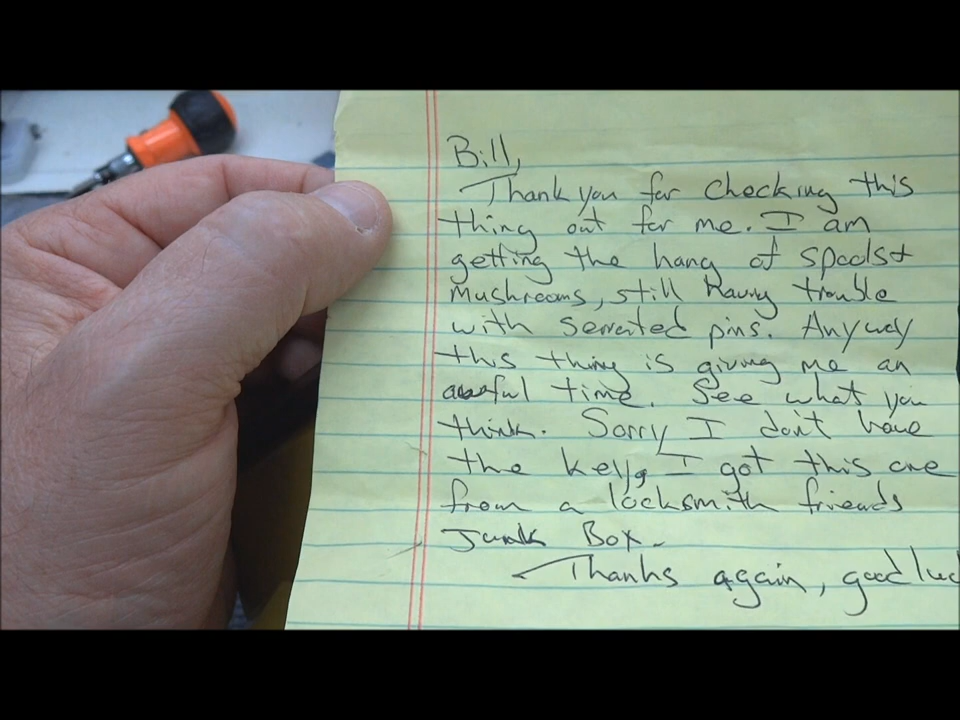 Bill,
Thank you for checking this
thing out for me. I am
getting the hang of spools +
mushrooms, still having trouble
with serrated pins. Anyway
this thing is giving me an
awful time. See what you
think. Sorry I don't have
the key, I got this one
from a locksmith friends
Junk Box.
Thanks again, good luc